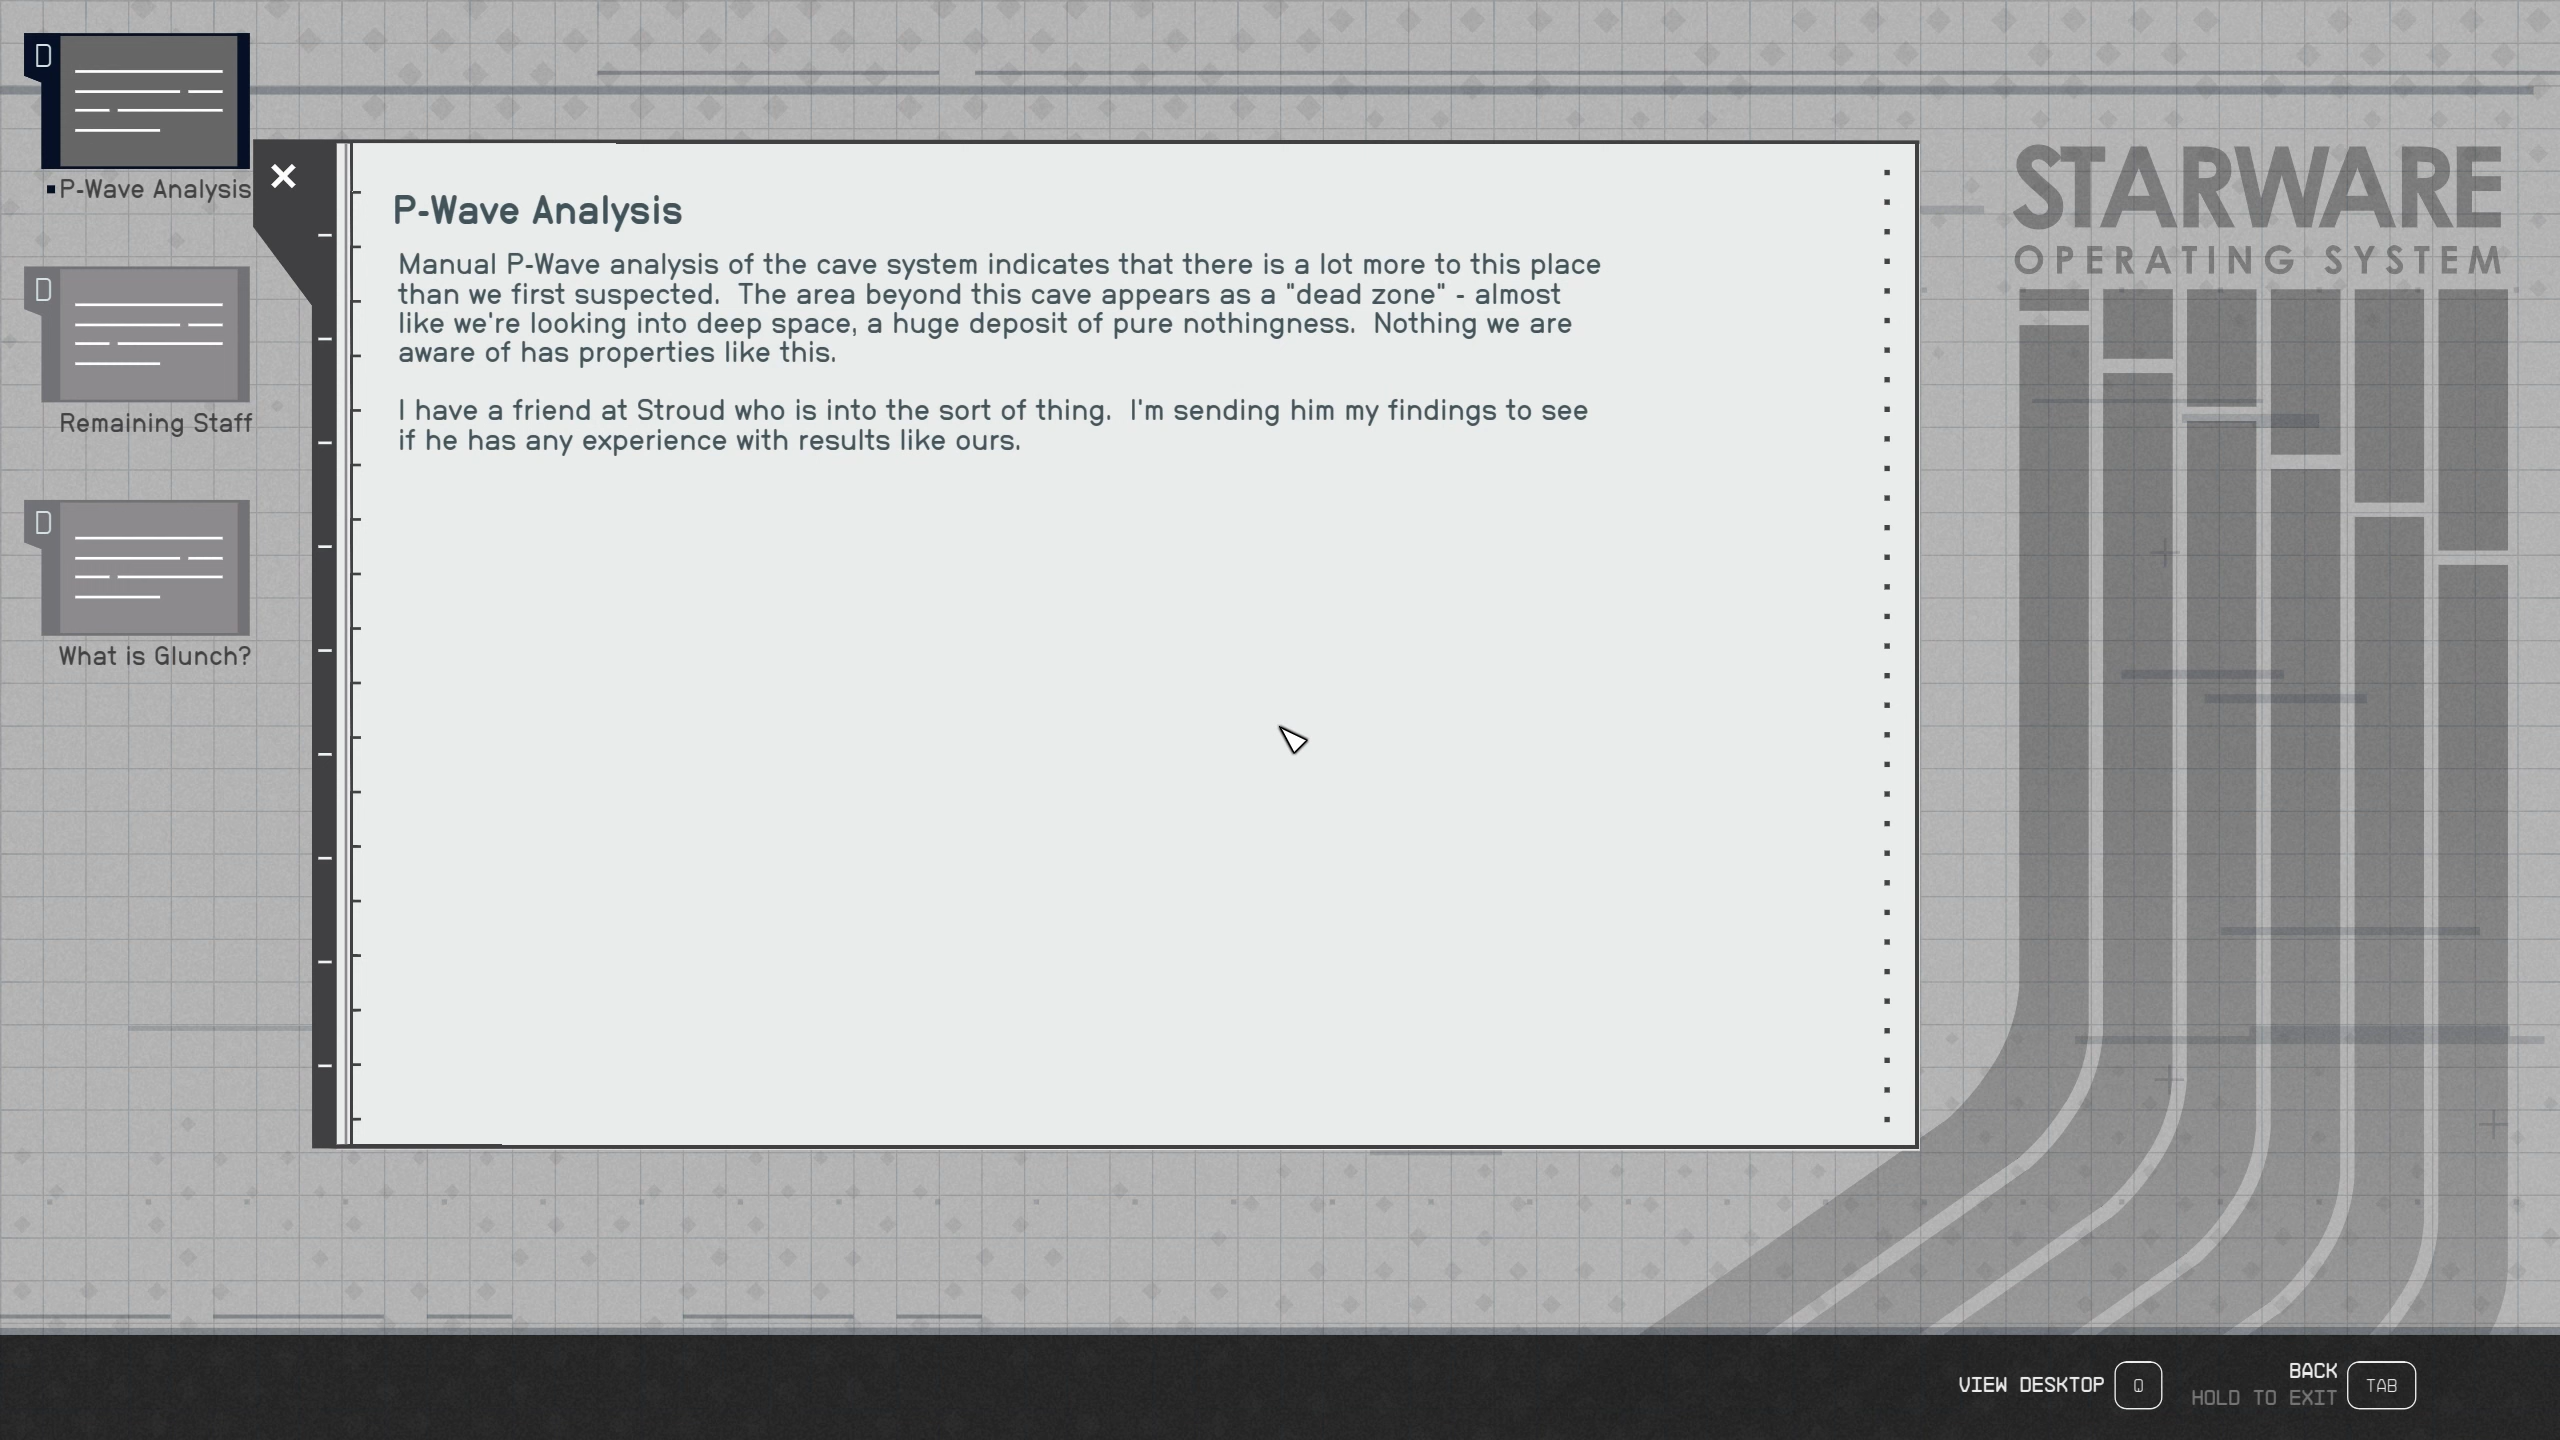 P-Wave Analysis
Remaining Staff
What is Glunch?
P-Wave Analysis
Manual P-Wave analysis of the cave system indicates that there is a lot more to this place
than we first suspected.  The area beyond this cave appears as a "dead zone" - almost
like we're looking into deep space, a huge deposit of pure nothingness.  Nothing we are
aware of has properties like this.
I have a friend at Stroud who is into the sort of thing.  I'm sending him my findings to see
if he has any experience with results like ours.
STARWARE
OPERATING SYSTEM
VIEW DESKTOP Q
BACK
HOLD TO EXIT TAB